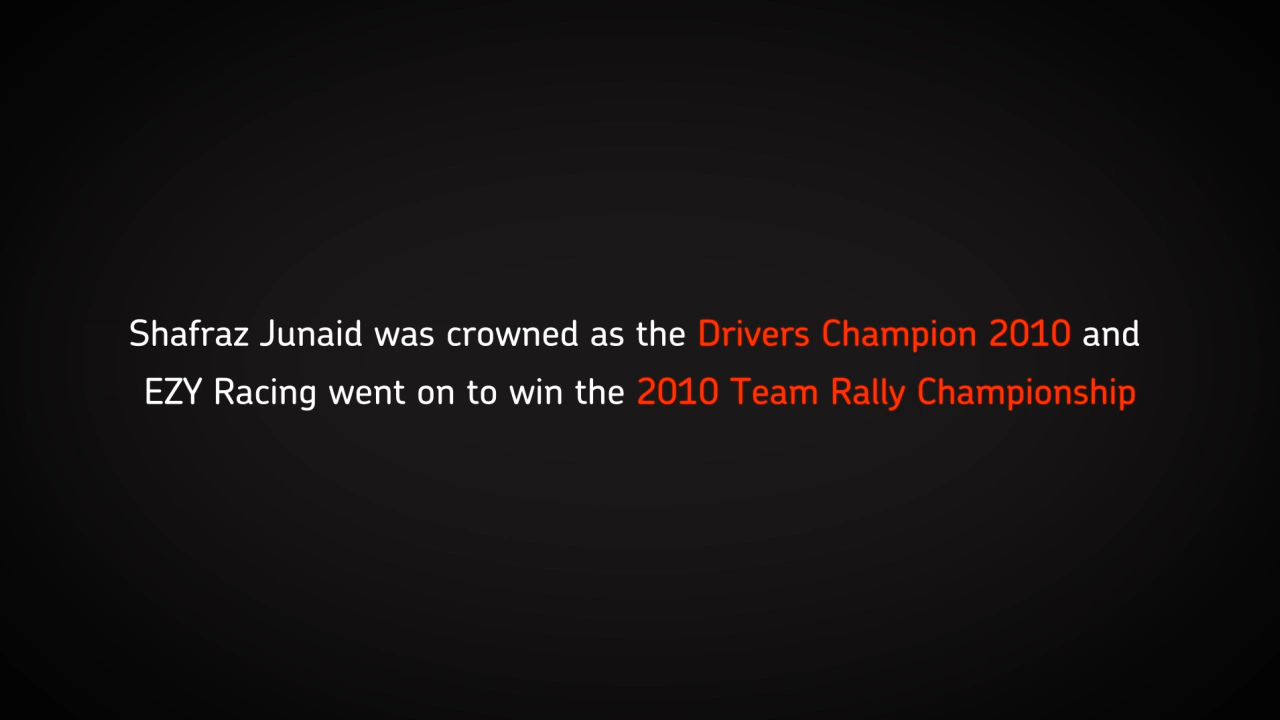 Shafraz Junaid was crowned as the Drivers Champion 2010 and
EZY Racing went on to win the 2010 Team Rally Championship